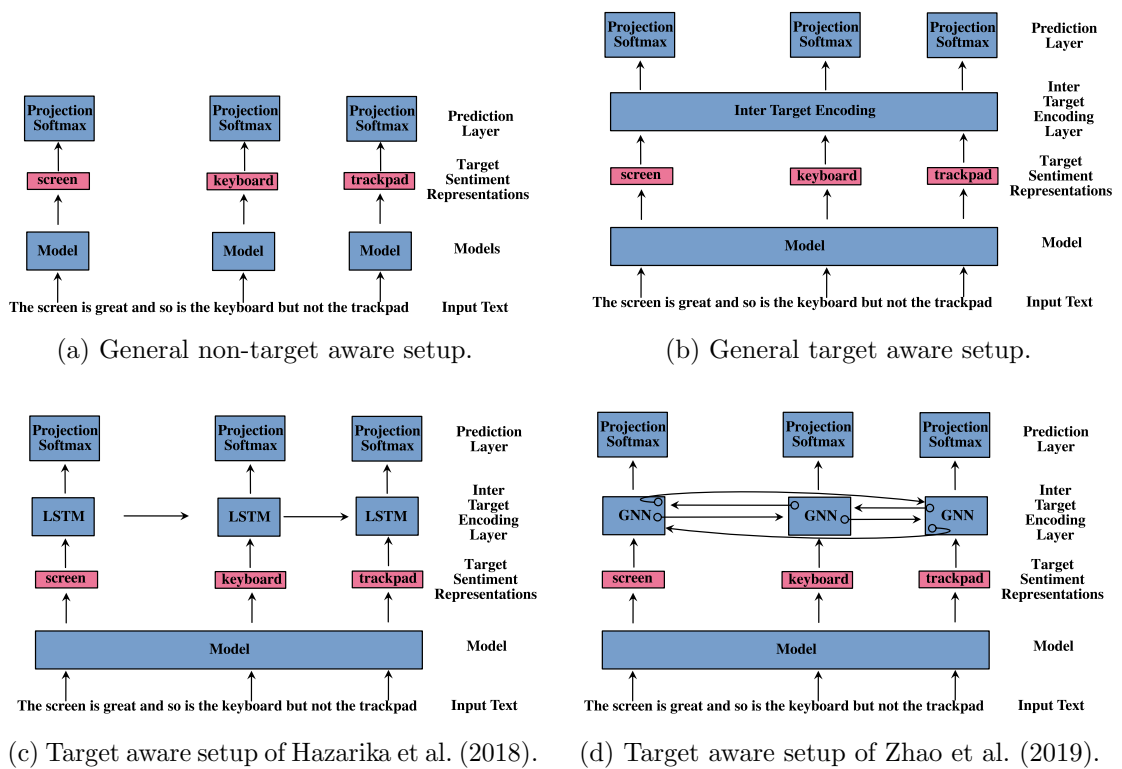 Projection
Softmax
Projection
Softmax
Projection
Softmax
Prediction
Layer
screen
keyboard
trackpad
Target
Sentiment
Representations
Model
Model
Model
Models
The screen is great and so is the keyboard but not the trackpad
Input Text
(a) General non-target aware setup.
Projection
Softmax
Projection
Softmax
Projection
Softmax
Prediction
Layer
Inter Target Encoding
Inter
Target
Encoding
Layer
screen
keyboard
trackpad
Target
Sentiment
Representations
Model
Model
The screen is great and so is the keyboard but not the trackpad
Input Text
(b) General target aware setup.
Projection
Softmax
Projection
Softmax
Projection
Softmax
Prediction
Layer
LSTM
LSTM
LSTM
Inter
Target
Encoding
Layer
screen
keyboard
trackpad
Target
Sentiment
Representations
Model
Model
The screen is great and so is the keyboard but not the trackpad
Input Text
(c) Target aware setup of Hazarika et al. (2018).
Projection
Softmax
Projection
Softmax
Projection
Softmax
Prediction
Layer
GNN
GNN
GNN
Inter
Target
Encoding
Layer
screen
keyboard
trackpad
Target
Sentiment
Representations
Model
Model
The screen is great and so is the keyboard but not the trackpad
Input Text
(d) Target aware setup of Zhao et al. (2019).